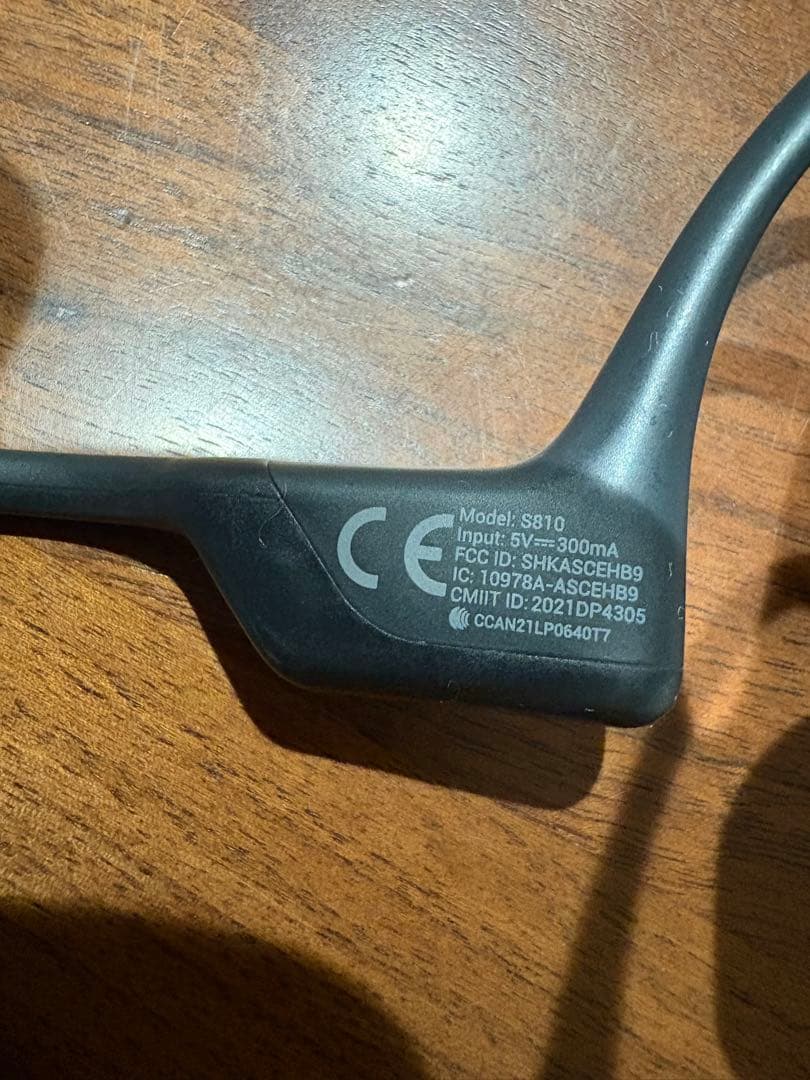 CE
Model: S810
Input: 5V⎓300mA
FCC ID: SHKASCEHB9
IC: 10978A-ASCEHB9
CMIIT ID: 2021DP4305
CCAN21LP0640T7